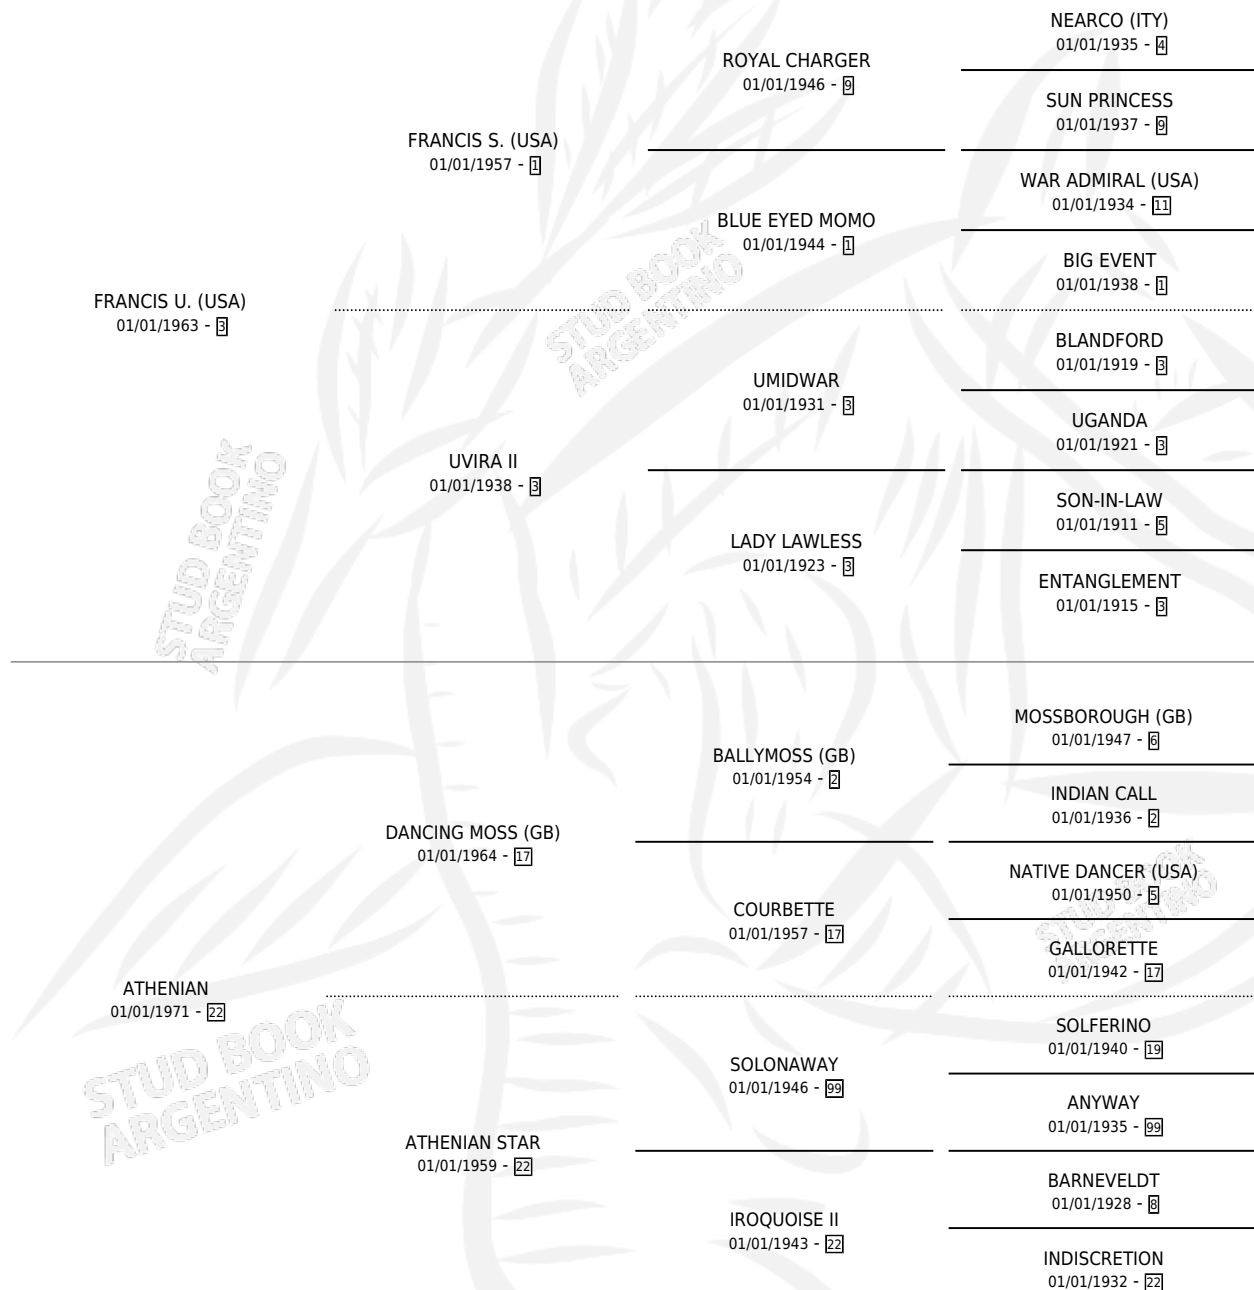 NEARCO (ITY)
01/01/1935 - 4
ROYAL CHARGER
01/01/1946 - 9
SUN PRINCESS
01/01/1937 - 9
FRANCIS S. (USA)
01/01/1957 - 1
WAR ADMIRAL (USA)
01/01/1934 - 11
BLUE EYED MOMO
01/01/1944 - 1
BIG EVENT
01/01/1938 - 1
FRANCIS U. (USA)
01/01/1963 - 3
BLANDFORD
01/01/1919 - 3
UMIDWAR
01/01/1931 - 3
UGANDA
01/01/1921 - 3
UVIRA II
01/01/1938 - 3
SON-IN-LAW
01/01/1911 - 5
LADY LAWLESS
01/01/1923 - 3
ENTANGLEMENT
01/01/1915 - 3
MOSSBOROUGH (GB)
01/01/1947 - 6
BALLYMOSS (GB)
01/01/1954 - 2
INDIAN CALL
01/01/1936 - 2
DANCING MOSS (GB)
01/01/1964 - 17
NATIVE DANCER (USA)
01/01/1950 - 5
COURBETTE
01/01/1957 - 17
GALLORETTE
01/01/1942 - 17
ATHENIAN
01/01/1971 - 22
SOLFERINO
01/01/1940 - 19
SOLONAWAY
01/01/1946 - 99
ANYWAY
01/01/1935 - 99
ATHENIAN STAR
01/01/1959 - 22
BARNEVELDT
01/01/1928 - 8
IROQUOISE II
01/01/1943 - 22
INDISCRETION
01/01/1932 - 22
STUD BOOK
ARGENTINO
STUD BOOK
ARGENTINO
STUD BOOK
ARGENTINO
STUD BOOK
ARGENTINO